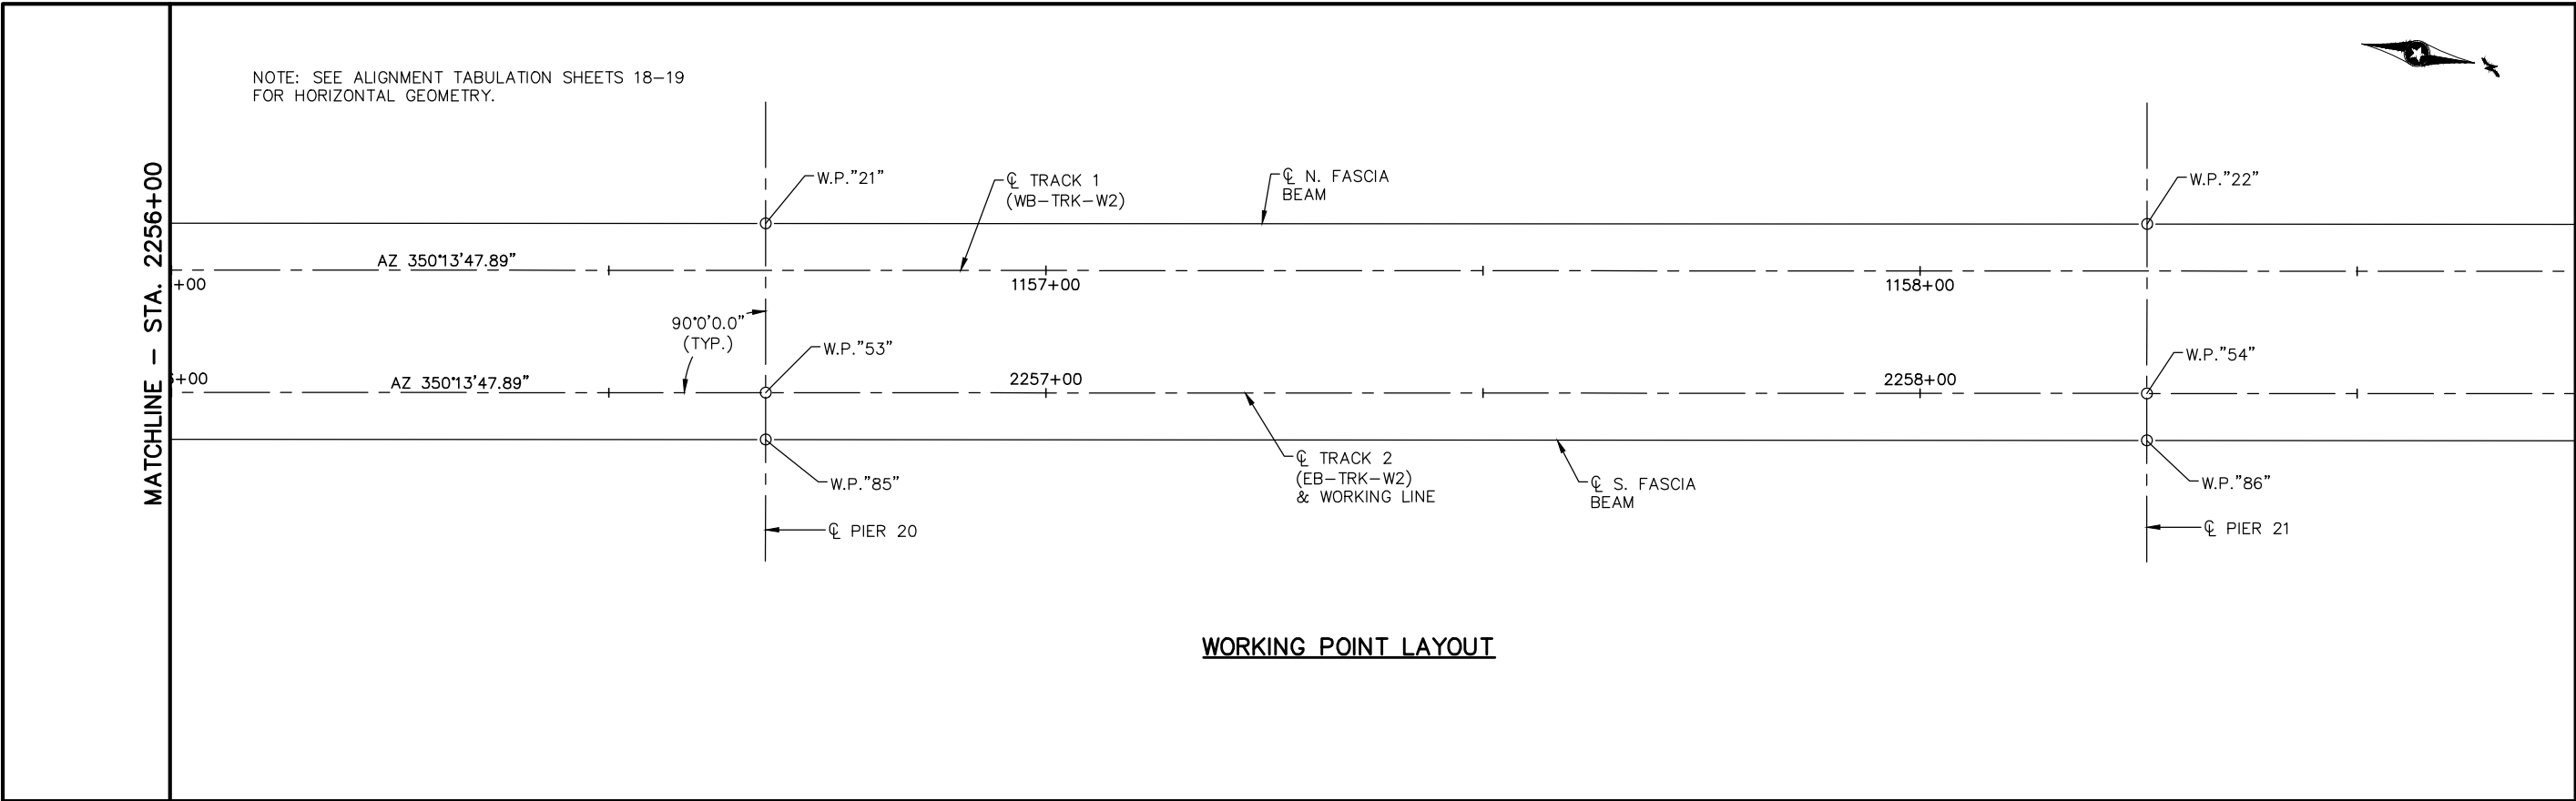 NOTE: SEE ALIGNMENT TABULATION SHEETS 18-19
FOR HORIZONTAL GEOMETRY.
MATCHLINE - STA. 2256+00
W.P."21"
℄ TRACK 1
(WB-TRK-W2)
℄ N. FASCIA
BEAM
W.P."22"
AZ 350°13'47.89"
+00
1157+00
1158+00
90°0'0.0"
(TYP.)
W.P."53"
W.P."54"
6+00
AZ 350°13'47.89"
2257+00
2258+00
℄ TRACK 2
(EB-TRK-W2)
& WORKING LINE
℄ S. FASCIA
BEAM
W.P."85"
W.P."86"
℄ PIER 20
℄ PIER 21
WORKING POINT LAYOUT